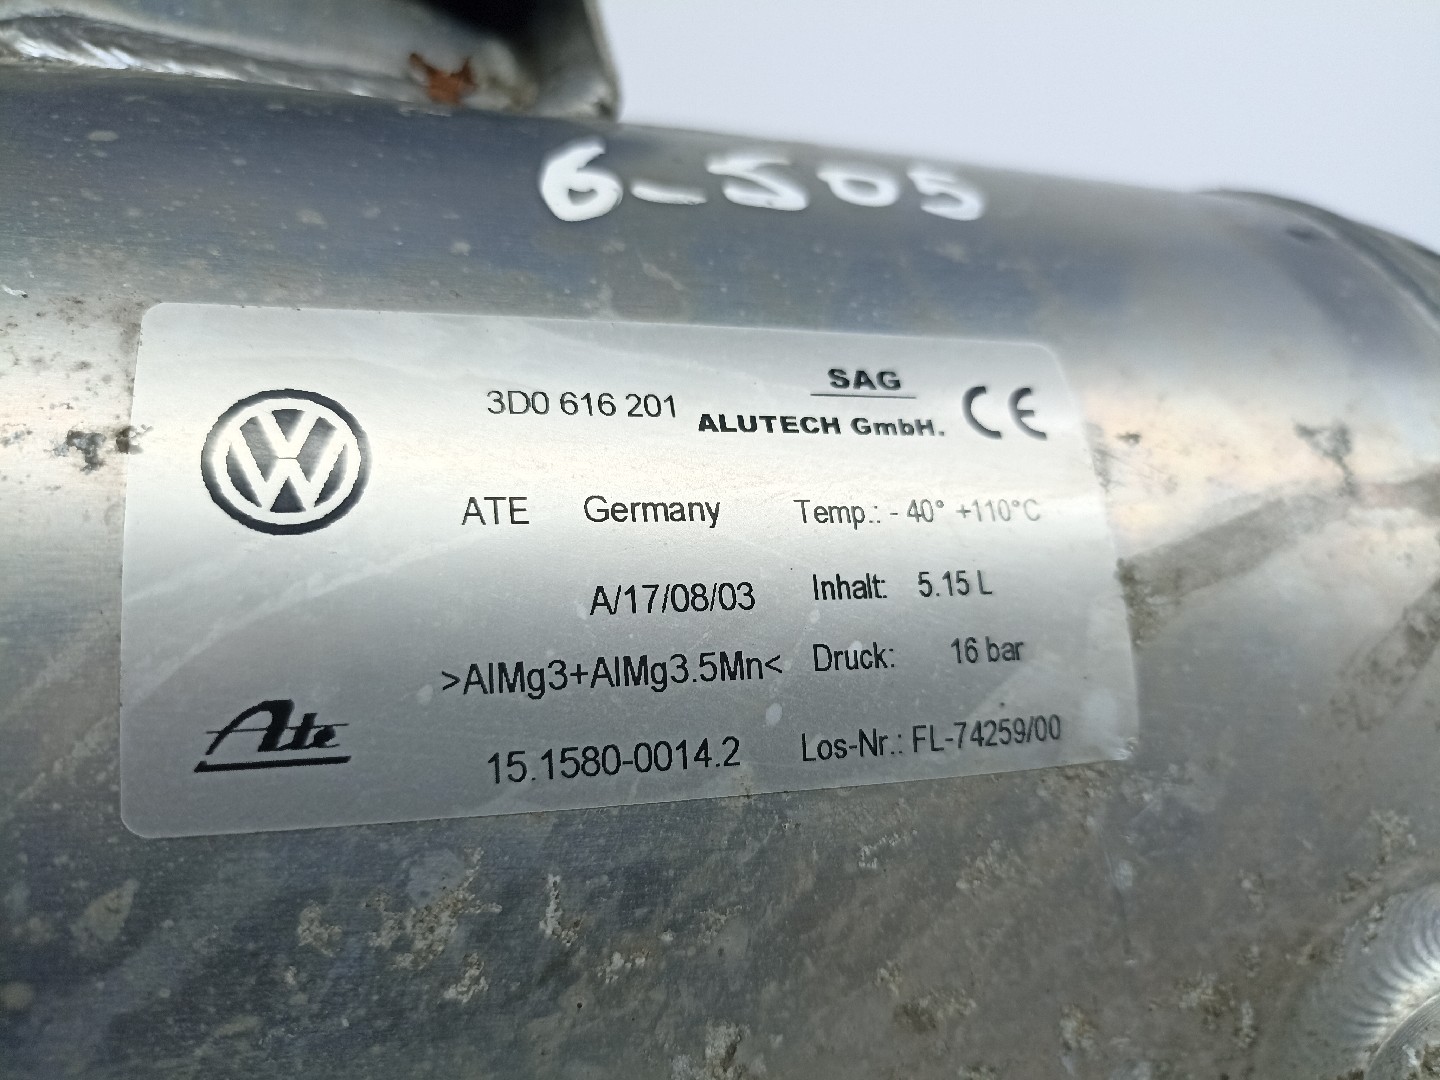 6-505
SAG
3D0 616 201
ALUTECH GmbH.
CE
VW
ATE Germany
Temp.: - 40° +110°C
A/17/08/03
Inhalt: 5.15 L
>AlMg3+AlMg3.5Mn<
Druck: 16 bar
Ate
15.1580-0014.2
Los-Nr.: FL-74259/00